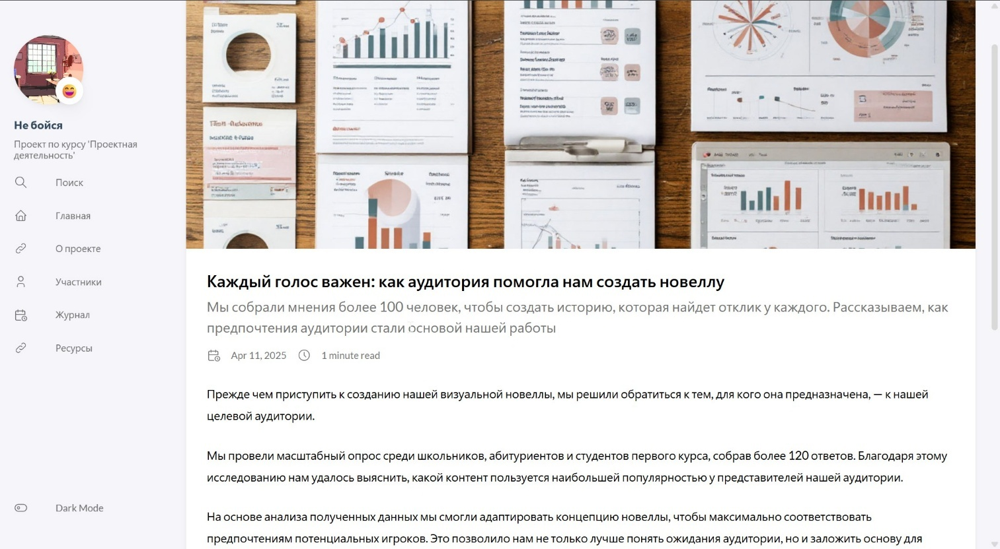 Не бойся
Проект по курсу 'Проектная
деятельность'
Поиск
Главная
О проекте
Участники
Журнал
Ресурсы
Dark Mode
Каждый голос важен: как аудитория помогла нам создать новеллу
Мы собрали мнения более 100 человек, чтобы создать историю, которая найдет отклик у каждого. Рассказываем, как
предпочтения аудитории стали основой нашей работы
Apr 11, 2025 1 minute read
Прежде чем приступить к созданию нашей визуальной новеллы, мы решили обратиться к тем, для кого она предназначена, — к нашей
целевой аудитории.
Мы провели масштабный опрос среди школьников, абитуриентов и студентов первого курса, собрав более 120 ответов. Благодаря этому
исследованию нам удалось выяснить, какой контент пользуется наибольшей популярностью у представителей нашей аудитории.
На основе анализа полученных данных мы смогли адаптировать концепцию новеллы, чтобы максимально соответствовать
предпочтениям потенциальных игроков. Это позволило нам не только лучше понять ожидания аудитории, но и заложить основу для